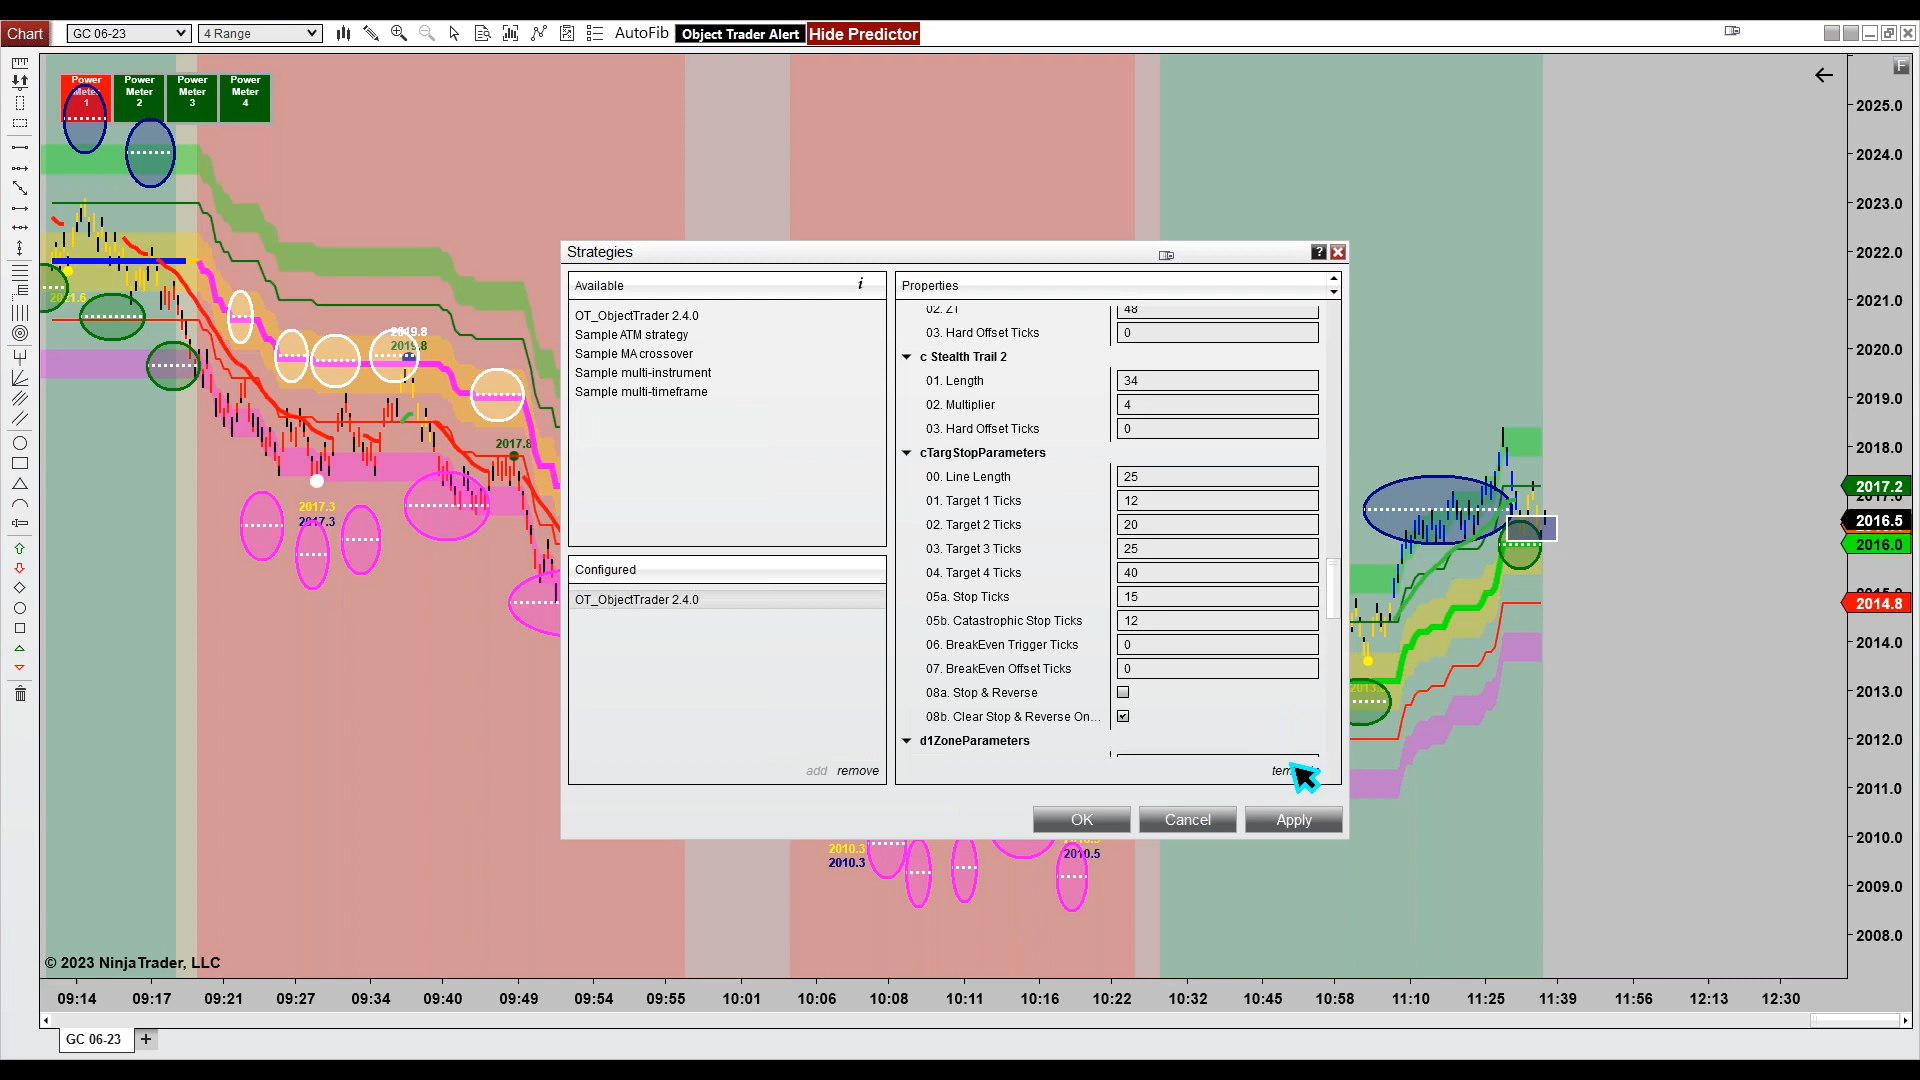 Chart
GC 06-23
4 Range
AutoFib
Object Trader Alert
Hide Predictor
F
Power Meter 1
Power Meter 2
Power Meter 3
Power Meter 4
2025.0
2024.0
2023.0
2022.0
2021.0
2020.0
2019.0
2018.0
2017.2
2016.5
2016.0
2014.8
2014.0
2013.0
2012.0
2011.0
2010.0
2009.0
2008.0
2019.8
2019.8
2017.8
2017.3
2017.3
2010.3
2010.3
2010.5
Strategies
?
Available
i
OT_ObjectTrader 2.4.0
Sample ATM strategy
Sample MA crossover
Sample multi-instrument
Sample multi-timeframe
Configured
OT_ObjectTrader 2.4.0
add
remove
Properties
48
03. Hard Offset Ticks 0
c Stealth Trail 2
01. Length 34
02. Multiplier 4
03. Hard Offset Ticks 0
cTargStopParameters
00. Line Length 25
01. Target 1 Ticks 12
02. Target 2 Ticks 20
03. Target 3 Ticks 25
04. Target 4 Ticks 40
05a. Stop Ticks 15
05b. Catastrophic Stop Ticks 12
06. BreakEven Trigger Ticks 0
07. BreakEven Offset Ticks 0
08a. Stop & Reverse
08b. Clear Stop & Reverse On...
d1ZoneParameters
OK
Cancel
Apply
© 2023 NinjaTrader, LLC
09:14 09:17 09:21 09:27 09:34 09:40 09:49 09:54 09:55 10:01 10:06 10:08 10:11 10:16 10:22 10:32 10:45 10:58 11:10 11:25 11:39 11:56 12:13 12:30
GC 06-23
+